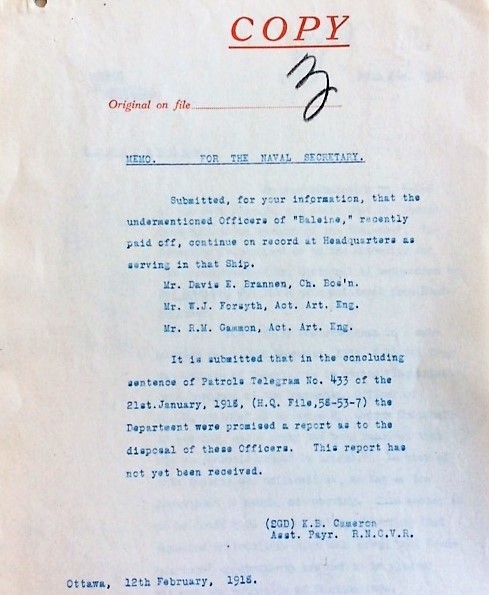 COPY
3
Original on file
MEMO. FOR THE NAVAL SECRETARY.
Submitted, for your information, that the
undermentioned Officers of "Baleine," recently
paid off, continue on record at Headquarters as
serving in that Ship.
Mr. Davis E. Brannen, Ch. Bos'n.
Mr. W.J. Forsyth, Act. Art. Eng.
Mr. R.M. Gammon, Act. Art. Eng.
It is submitted that in the concluding
sentence of Patrols Telegram No. 433 of the
21st.January, 1918, (H.Q. File,58-53-7) the
Department were promised a report as to the
disposal of these Officers. This report has
not yet been received.
(SGD) K.B. Cameron
Asst. Payr. R.N.C.V.R.
Ottawa, 12th February, 1918.